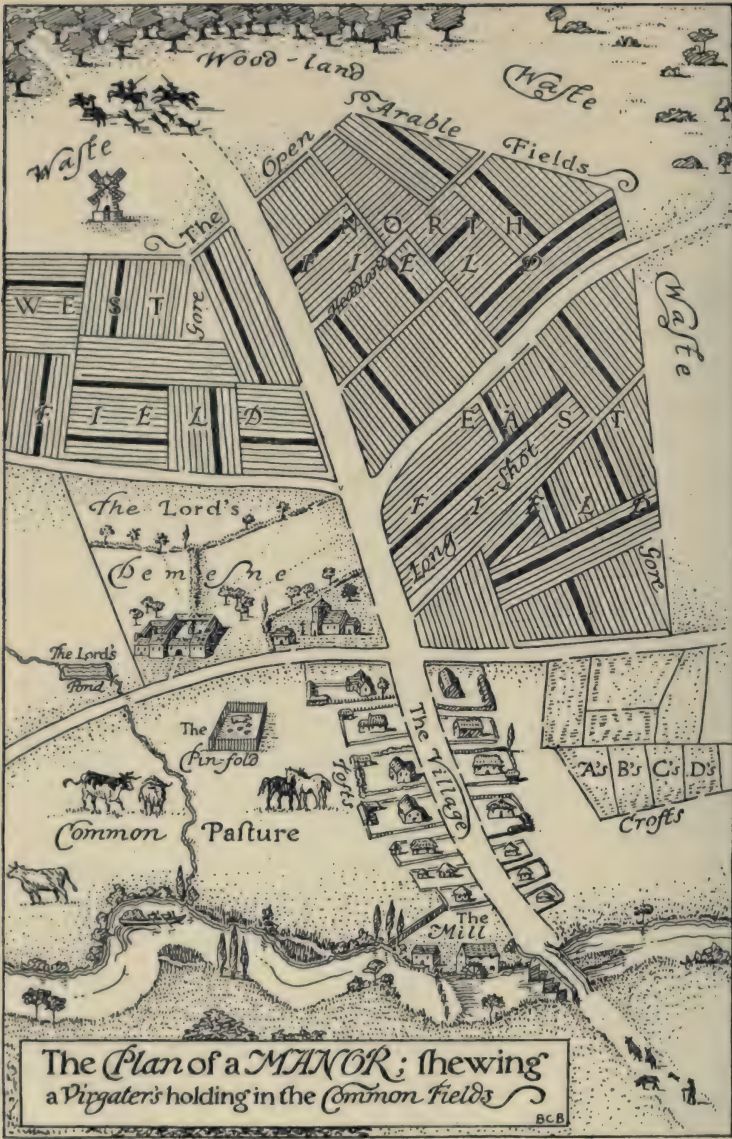 Wood-land
Waſte
Waſte
The Open Arable Fields
NORTH
FIELD
Headland
WEST
Gore
FIELD
Waſte
EAST
FIELD
Long-Shot
Gore
The Lord's
Demeſne
The Lord's
Pond
The
Pin-fold
Tofts
The Village
A's B's C's D's
Crofts
Common Paſture
The
Mill
The Plan of a MANOR; ſhewing
a Virgater's holding in the Common Fields
BCB